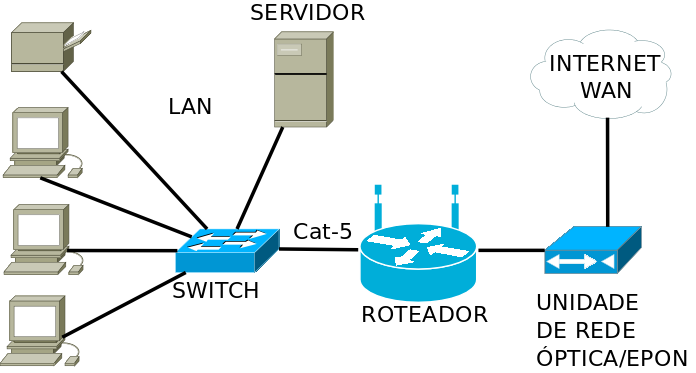 SERVIDOR
LAN
INTERNET
WAN
Cat-5
SWITCH
ROTEADOR
UNIDADE
DE REDE
ÓPTICA/EPON